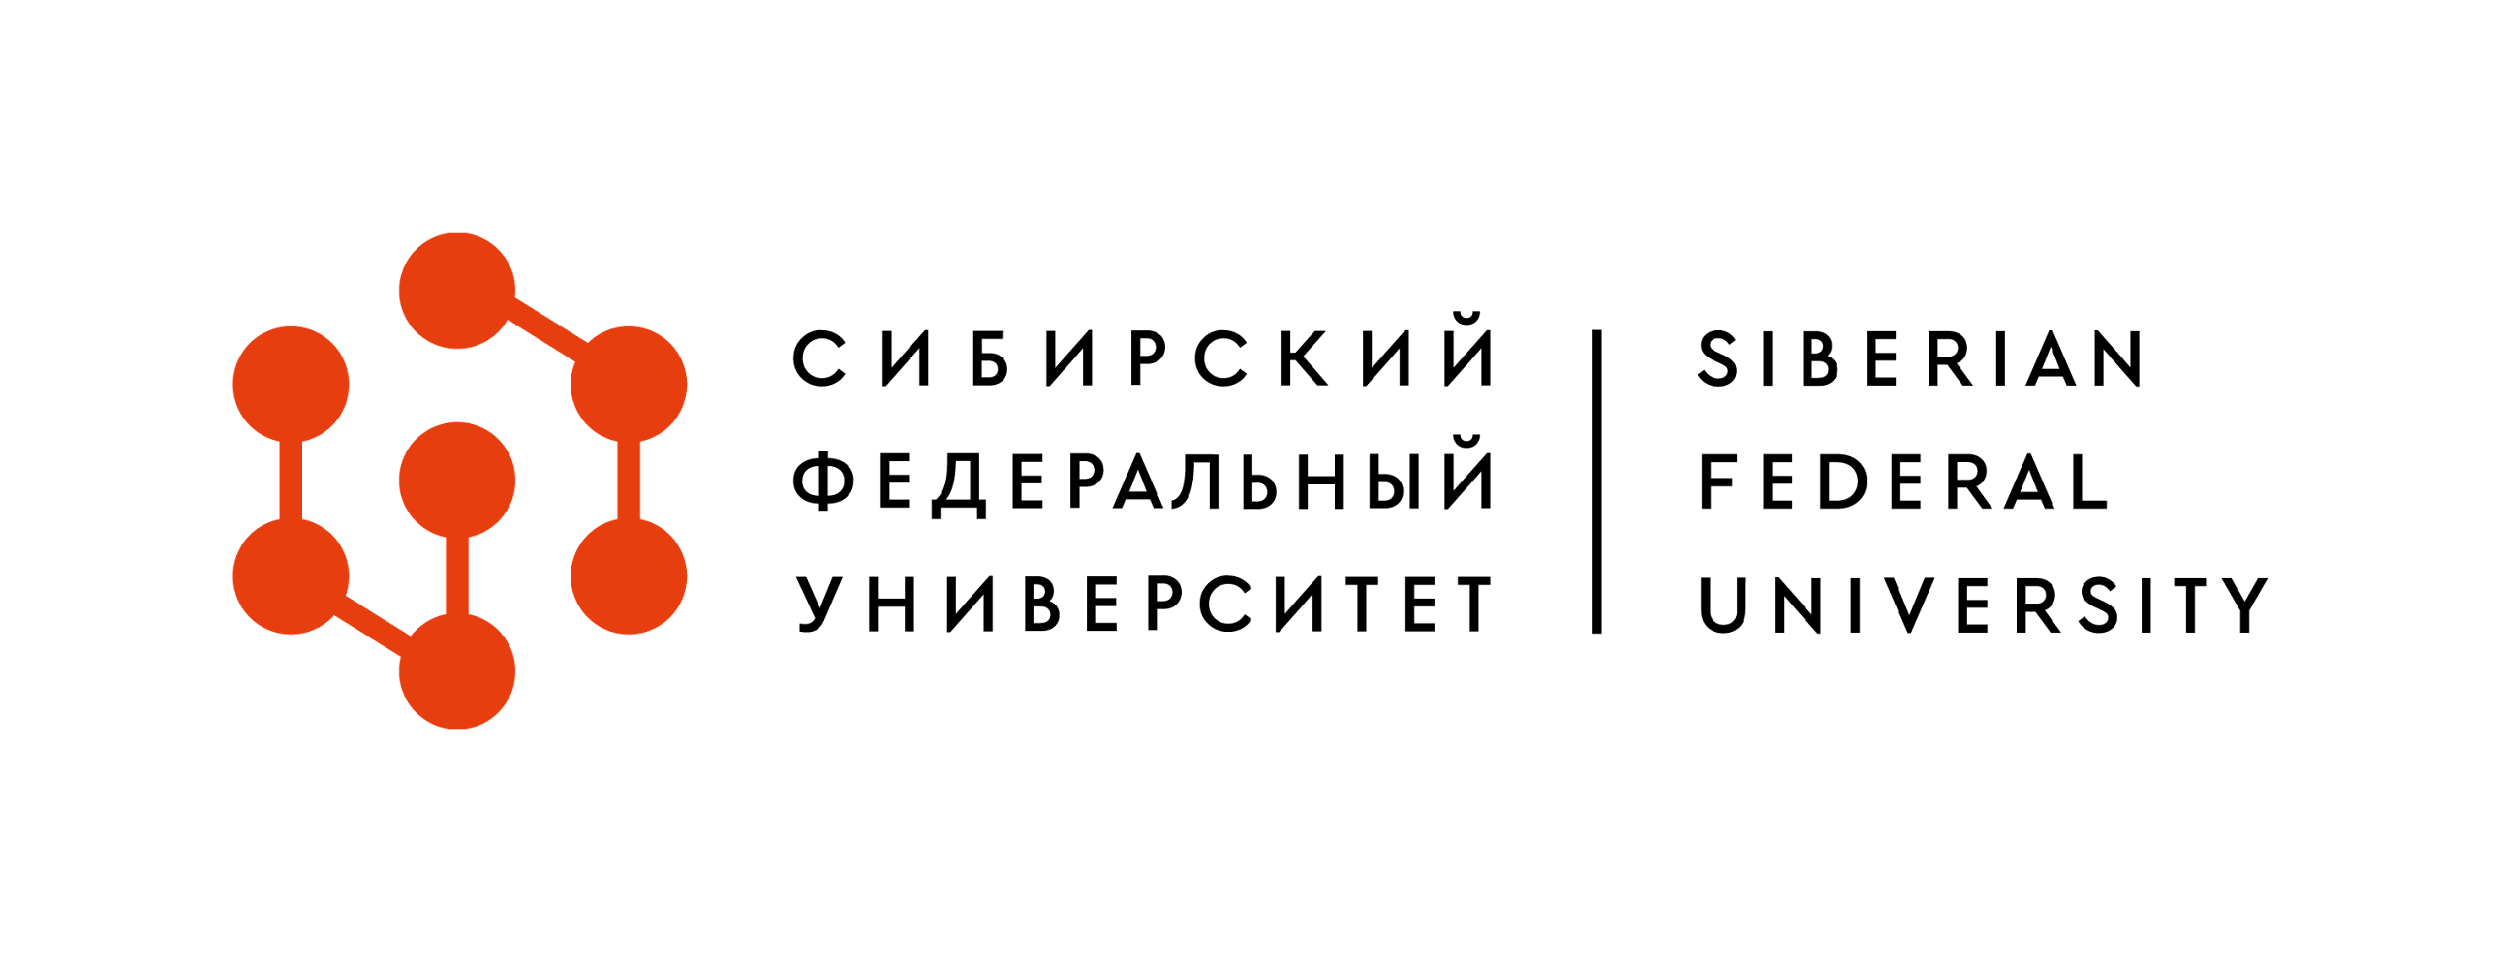 СИБИРСКИЙ
ФЕДЕРАЛЬНЫЙ
УНИВЕРСИТЕТ
SIBERIAN
FEDERAL
UNIVERSITY